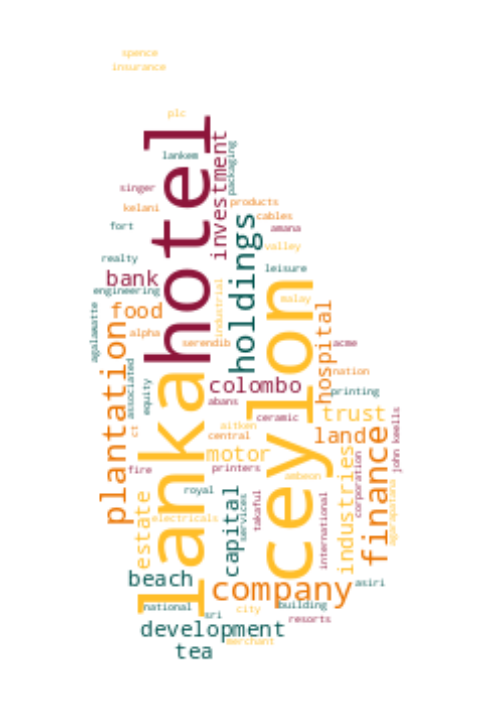 spence
insurance
plc
hotel
lankem
investment
packaging
singer
products
kelani
cables
fort
amana
holdings
valley
realty
leisure
bank
engineering
ceylon
industrial
malay
food
agalawatte
plantation
alpha
serendib
hospital
acme
lanka
associated
equity
nation
colombo
printing
abans
trust
ceramic
john keells
ct
aitken
central
land
finance
motor
fire
printers
industries
corporation
ambeon
agarapatana
royal
capital
services
takaful
international
estate
electricals
beach
company
asiri
national
sri
city
building
resorts
development
merchant
tea